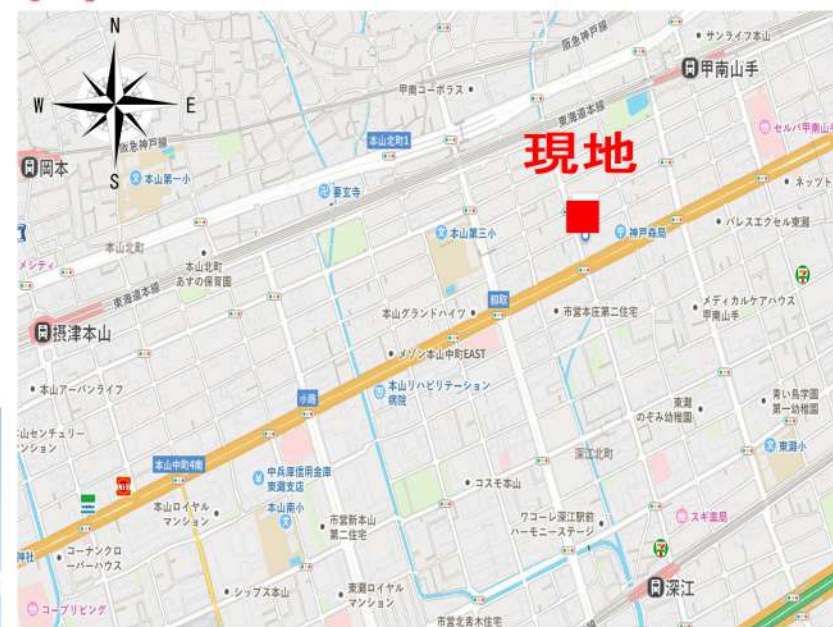 N
W
E
S
サンライフ本山
阪急神戸線
甲南山手
甲南コーポラス
東海道本線
本山北町1
セルバ甲南山手
阪急神戸線
現地
岡本
本山第一小
要玄寺
ネッツト
本山第三小
神戸森局
パレスエクセル東灘
本山北町
本山北町
あすの保育園
メシティ
東海道本線
稲取
本山グランドハイツ
市営本庄第二住宅
メディカルケアハウス
甲南山手
摂津本山
メゾン本山中町EAST
本山アーバンライフ
小路
本山リハビリテーション
病院
青い鳥学園
第一幼稚園
東灘
のぞみ幼稚園
山センチュリー
ンション
東灘小
本山中町4南
中兵庫信用金庫
東灘支店
深江北町
コスモ本山
本山ロイヤル
マンション
本山南小
市営新本山
第二住宅
ワコーレ深江駅前
ハーモニーステージ
スギ薬局
神社
コーナンクロ
ーバーハウス
シップス本山
東灘ロイヤル
マンション
深江
コープリビング
市営北青木住宅